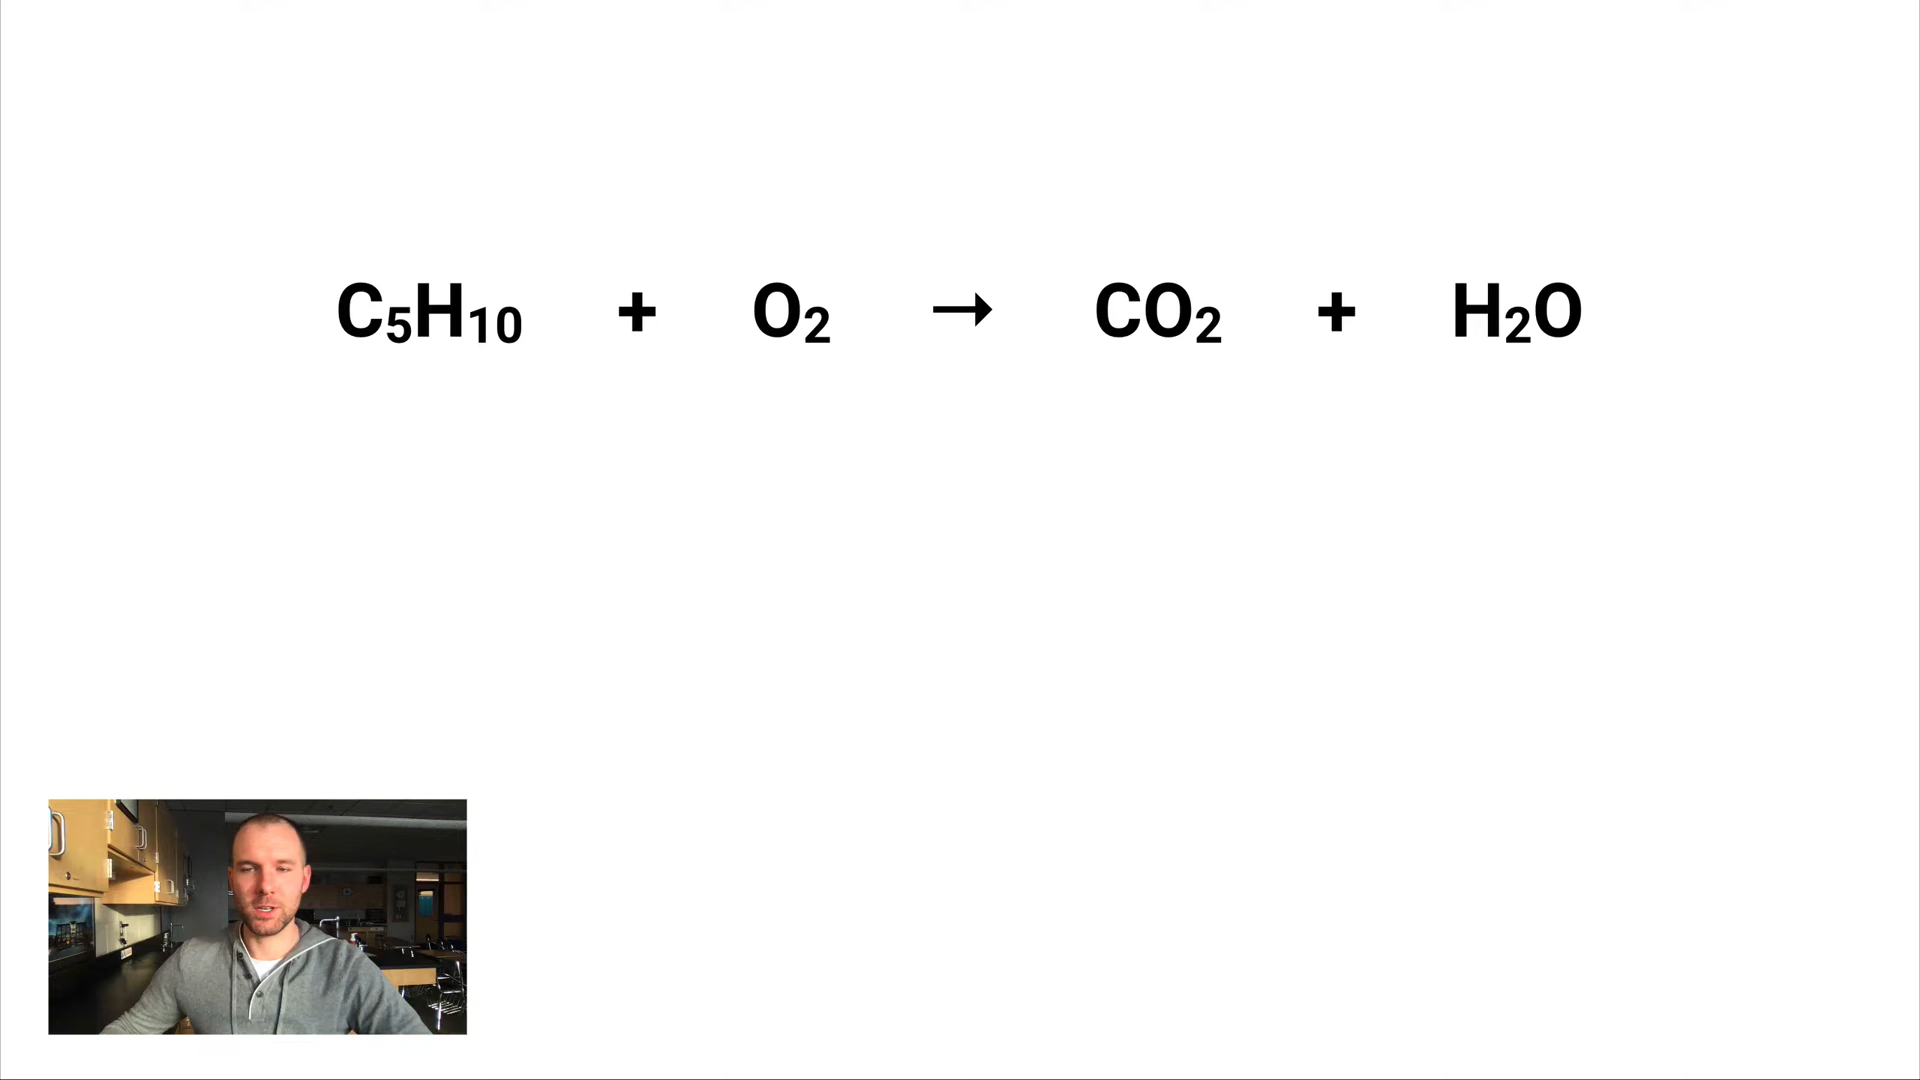 C₅H₁₀ + O₂ → CO₂ + H₂O